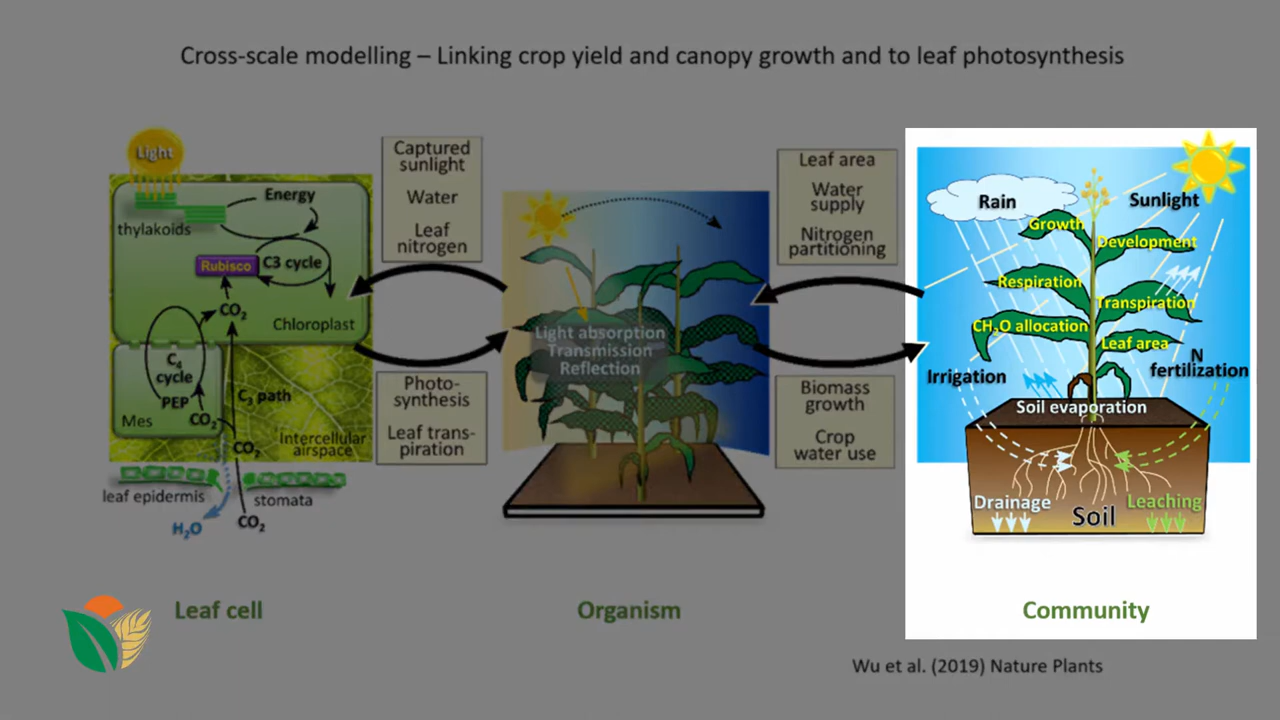 Cross-scale modelling – Linking crop yield and canopy growth and to leaf photosynthesis
Light
Energy
thylakoids
Rubisco
C3 cycle
CO₂
Chloroplast
C₄
cycle
PEP
Mes
CO₂
C₃ path
CO₂
Intercellular
airspace
leaf epidermis
stomata
H₂O
CO₂
Leaf cell
Captured
sunlight
Water
Leaf
nitrogen
Photo-
synthesis
Leaf trans-
piration
Light absorption
Transmission
Reflection
Organism
Leaf area
Water
supply
Nitrogen
partitioning
Biomass
growth
Crop
water use
Rain
Sunlight
Growth
Development
Respiration
Transpiration
CH₂O allocation
Leaf area
N
fertilization
Irrigation
Soil evaporation
Drainage
Leaching
Soil
Community
Wu et al. (2019) Nature Plants